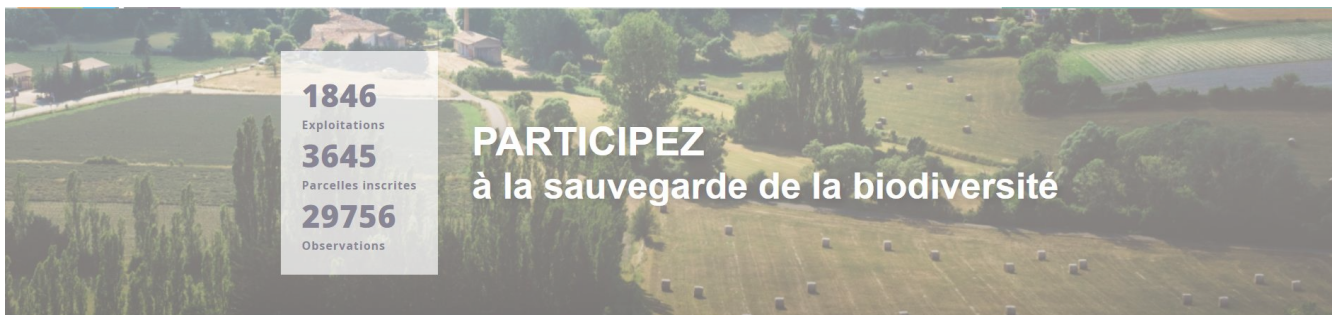 1846
Exploitations
3645
Parcelles inscrites
29756
Observations
PARTICIPEZ
à la sauvegarde de la biodiversité